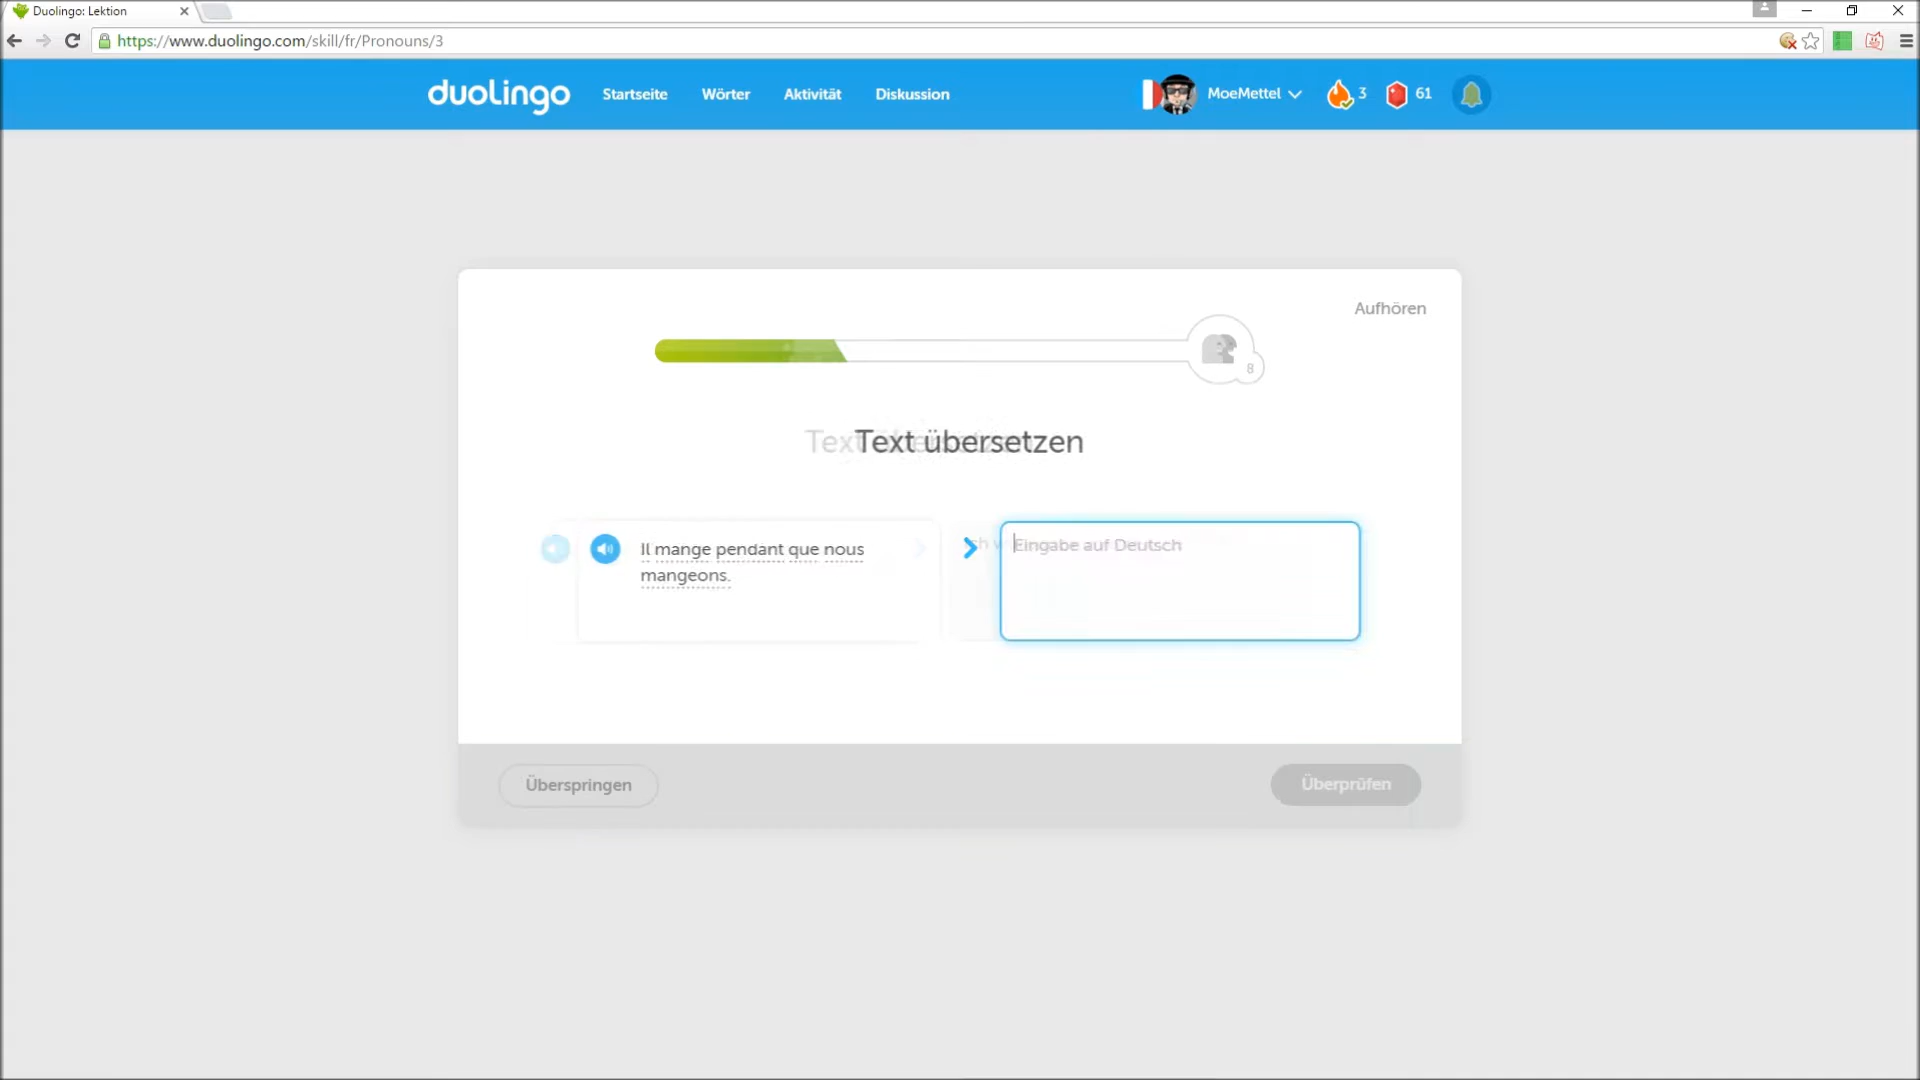 Duolingo: Lektion
https://www.duolingo.com/skill/fr/Pronouns/3
duolingo
Startseite
Wörter
Aktivität
Diskussion
MoeMettel
3
61
Aufhören
8
Text übersetzen
Il mange pendant que nous
mangeons.
Eingabe auf Deutsch
Überspringen
Überprüfen